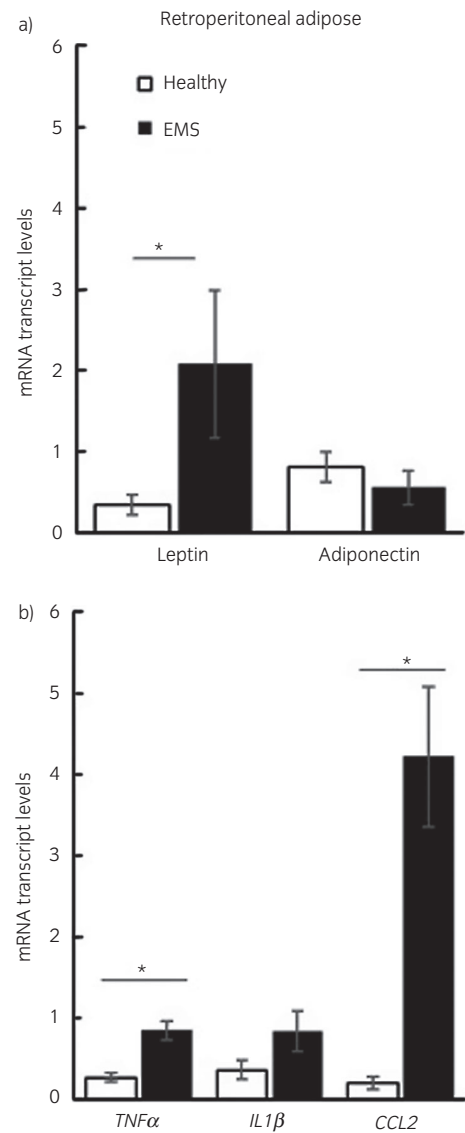 a)
Retroperitoneal adipose
6
5
4
3
2
1
0
mRNA transcript levels
Healthy
EMS
*
Leptin Adiponectin
b)
6
5
4
3
2
1
0
mRNA transcript levels
*
*
TNFα IL1β CCL2